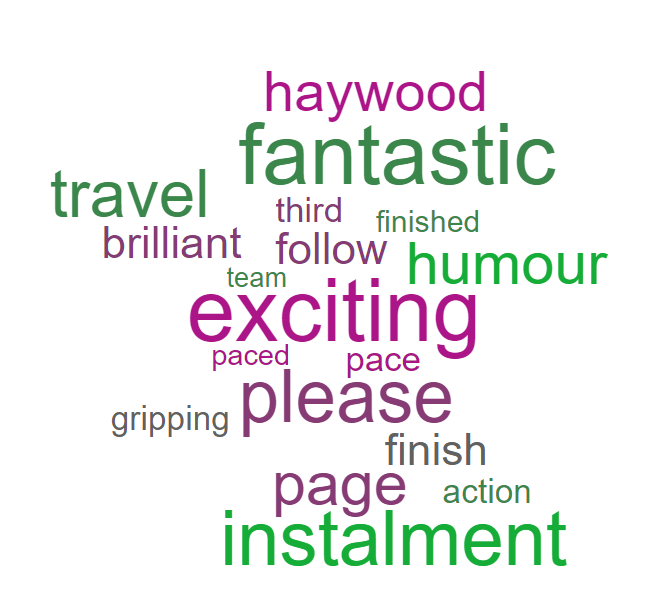 haywood
fantastic
travel
third
finished
brilliant
follow
humour
team
exciting
paced
pace
please
gripping
finish
page
action
instalment